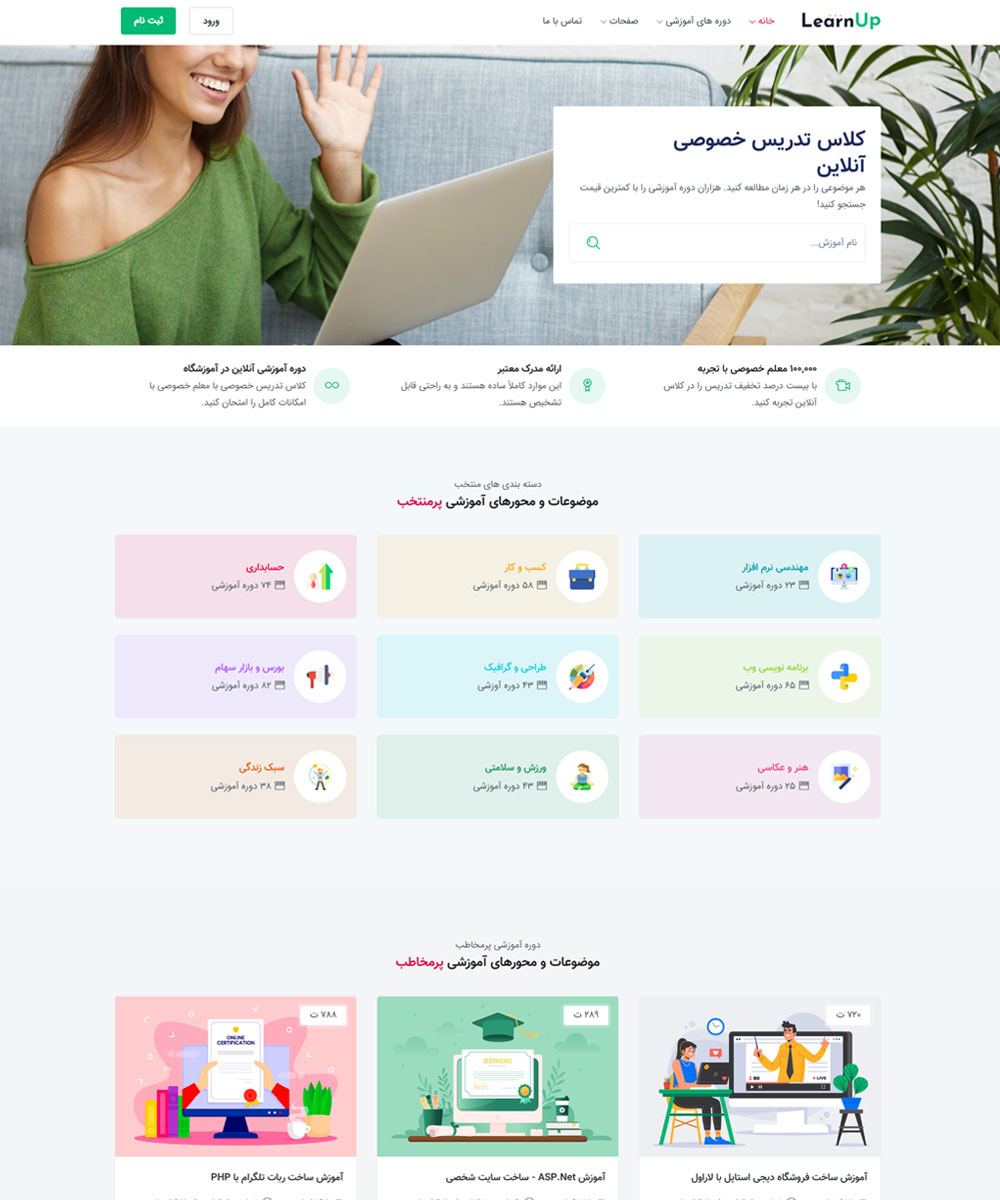 LearnUp
خانه
دوره های آموزشی
صفحات
تماس با ما
ورود
ثبت نام
کلاس تدریس خصوصی
آنلاین
هر موضوعی را در هر زمان مطالعه کنید. هزاران دوره آموزشی را با کمترین قیمت
جستجو کنید!
نام آموزش...
۱۰۰,۰۰۰ معلم خصوصی با تجربه
با بیست درصد تخفیف تدریس را در کلاس
آنلاین تجربه کنید.
ارائه مدرک معتبر
این موارد کاملاً ساده هستند و به راحتی قابل
تشخیص هستند.
دوره آموزشی آنلاین در آموزشگاه
کلاس تدریس خصوصی با معلم خصوصی با
امکانات کامل را امتحان کنید.
دسته بندی های منتخب
موضوعات و محورهای آموزشی پرمنتخب
مهندسی نرم افزار
۲۳ دوره آموزشی
کسب و کار
۵۸ دوره آموزشی
حسابداری
۷۴ دوره آموزشی
برنامه نویسی وب
۶۵ دوره آموزشی
طراحی و گرافیک
۴۳ دوره آوزشی
بورس و بازار سهام
۸۲ دوره آموزشی
هنر و عکاسی
۲۵ دوره آموزشی
ورزش و سلامتی
۴۳ دوره آموزشی
سبک زندگی
۳۸ دوره آموزشی
دوره آموزشی پرمخاطب
موضوعات و محورهای آموزشی پرمخاطب
۷۲۰ ت
LIVE
۲۸۹ ت
CERTIFICATE
۷۸۸ ت
ONLINE
CERTIFICATION
آموزش ساخت فروشگاه دیجی استایل با لاراول
آموزش ASP.Net - ساخت سایت شخصی
آموزش ساخت ربات تلگرام با PHP